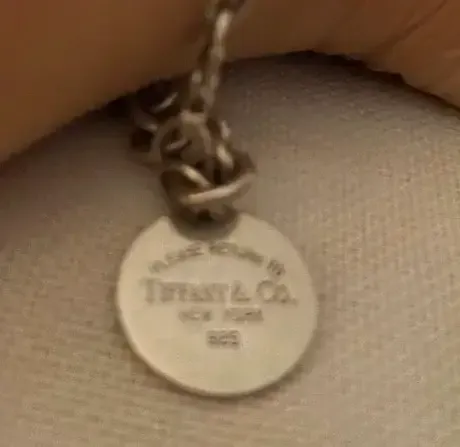 PLEASE RETURN TO
TIFFANY & CO.
NEW YORK
925